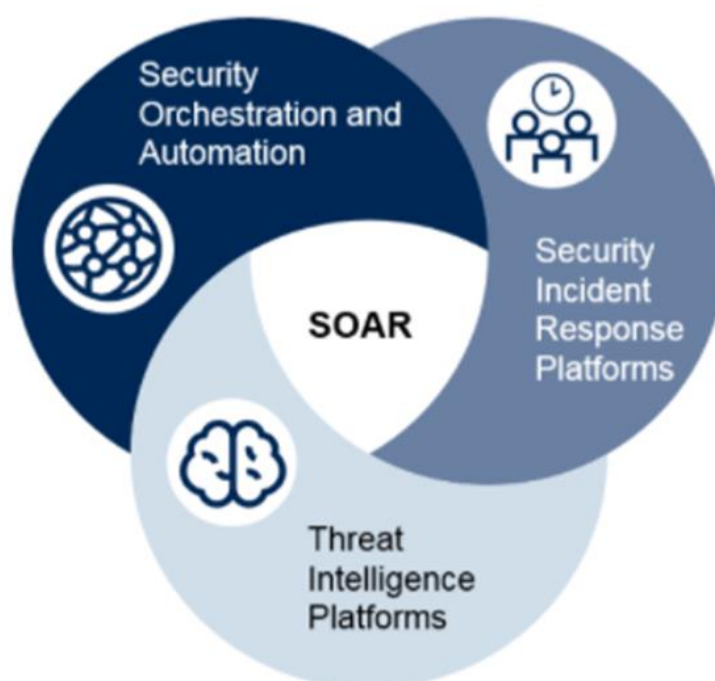 Security
Orchestration and
Automation
Security
Incident
Response
Platforms
SOAR
Threat
Intelligence
Platforms